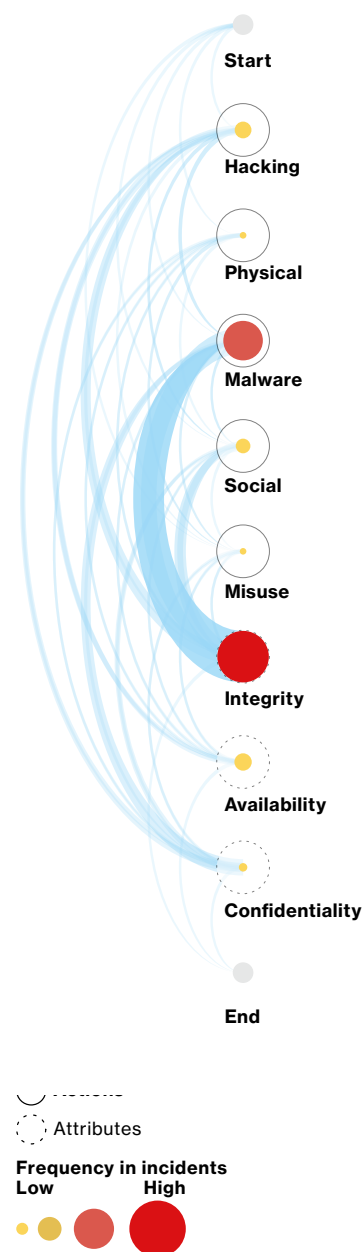 Start
Hacking
Physical
Malware
Social
Misuse
Integrity
Availability
Confidentiality
End
Attributes
Frequency in incidents
Low High